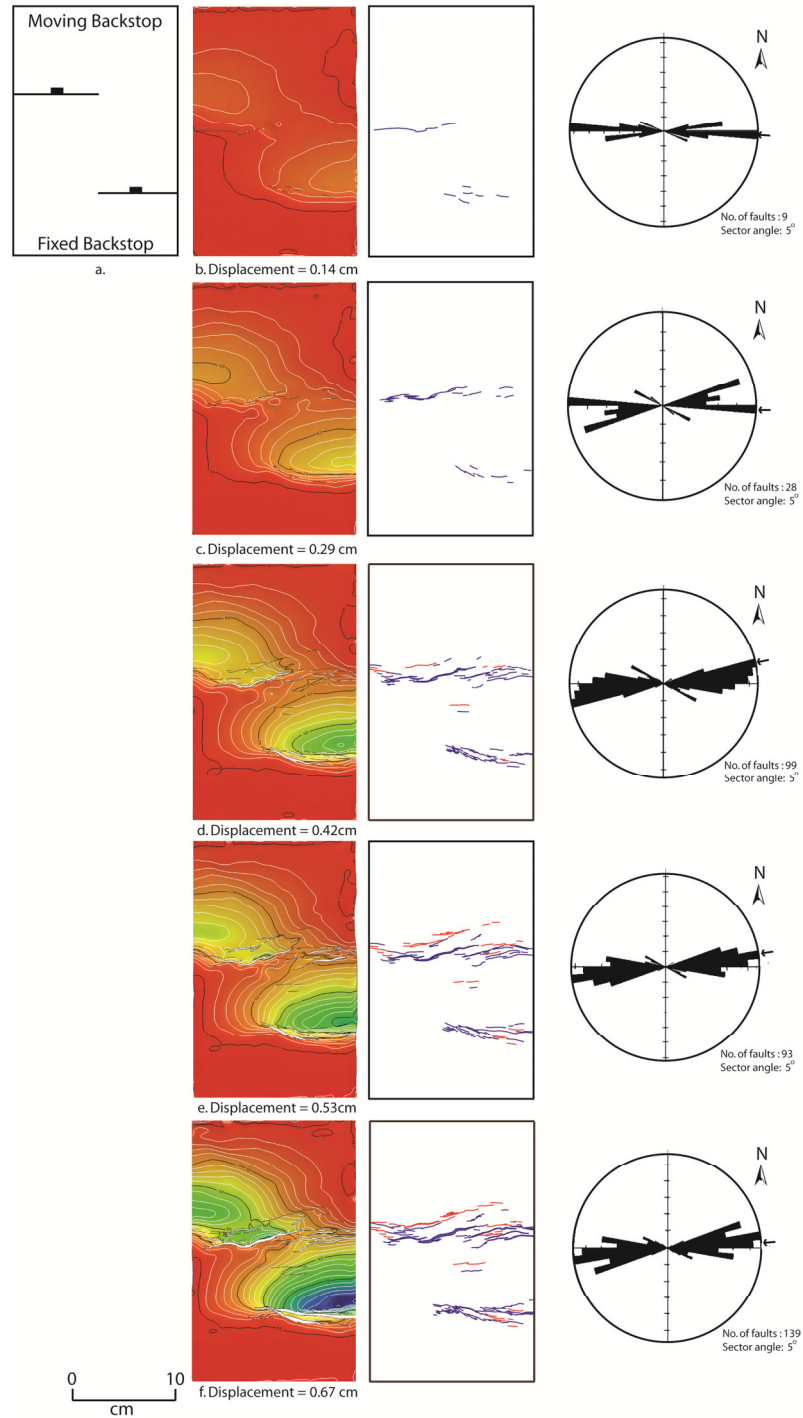 Moving Backstop
Fixed Backstop
a.
b. Displacement = 0.14 cm
N
No. of faults : 9
Sector angle: 5°
c. Displacement = 0.29 cm
N
No. of faults : 28
Sector angle: 5°
d. Displacement = 0.42cm
N
No. of faults : 99
Sector angle: 5°
e. Displacement = 0.53cm
N
No. of faults : 93
Sector angle: 5°
f. Displacement = 0.67 cm
N
No. of faults : 139
Sector angle: 5°
0 10
cm